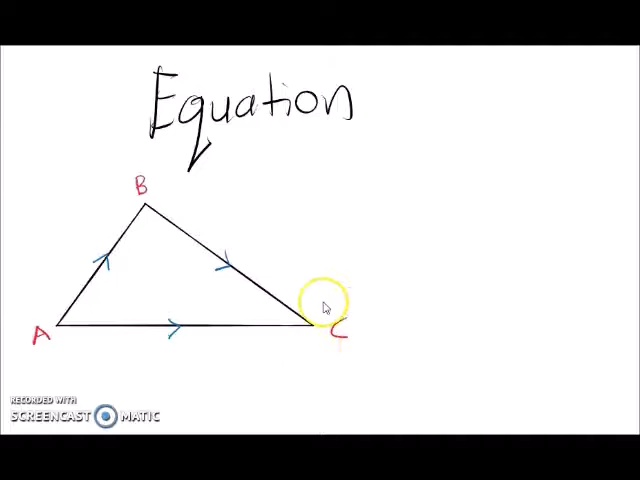 Equation
B
A
C
RECORDED WITH
SCREENCAST MATIC